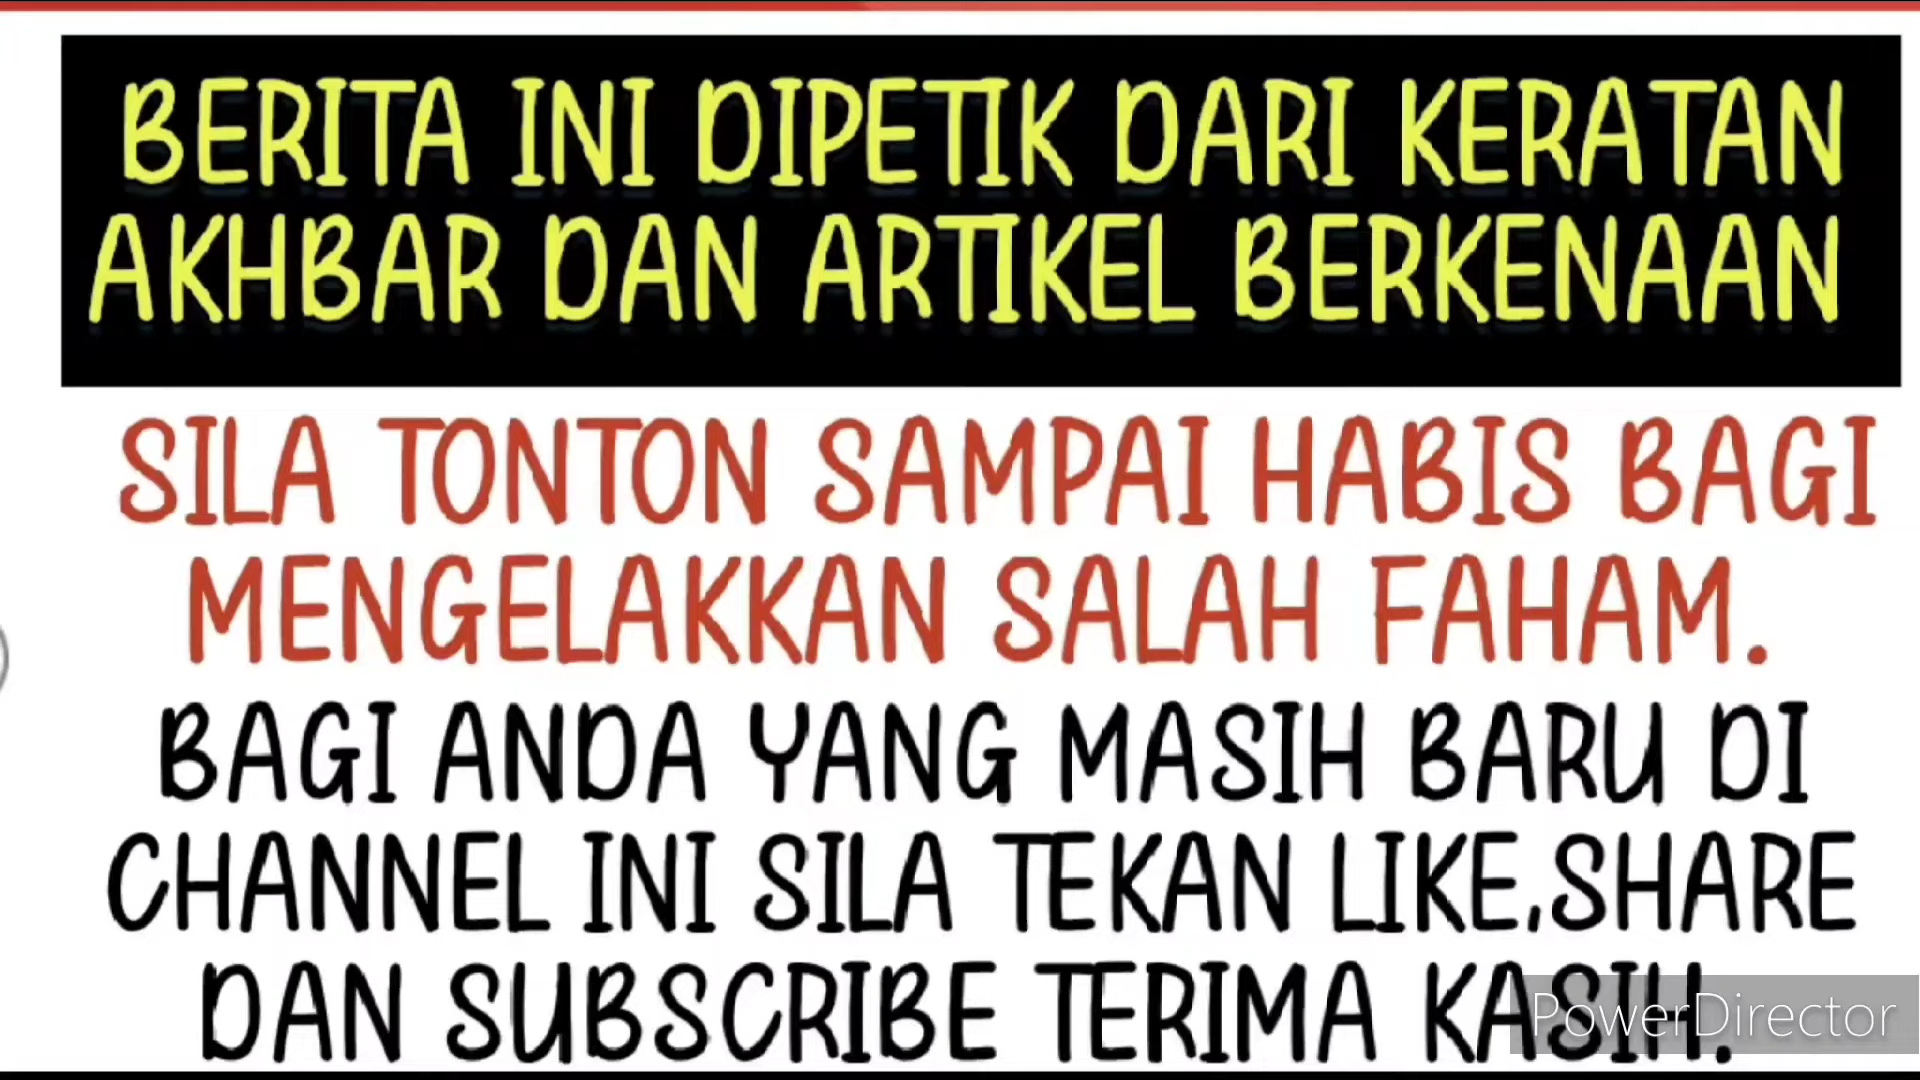 BERITA INI DIPETIK DARI KERATAN
AKHBAR DAN ARTIKEL BERKENAAN
SILA TONTON SAMPAI HABIS BAGI
MENGELAKKAN SALAH FAHAM.
BAGI ANDA YANG MASIH BARU DI
CHANNEL INI SILA TEKAN LIKE,SHARE
DAN SUBSCRIBE TERIMA KASIH.
PowerDirector